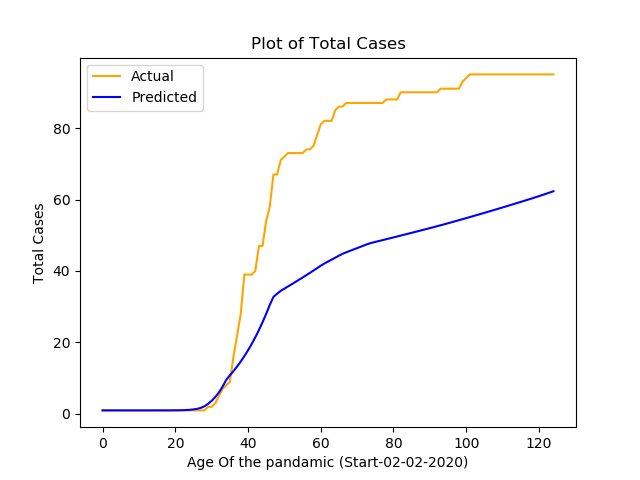 Plot of Total Cases
Actual
Predicted
80
60
40
20
0
Total Cases
0 20 40 60 80 100 120
Age Of the pandamic (Start-02-02-2020)